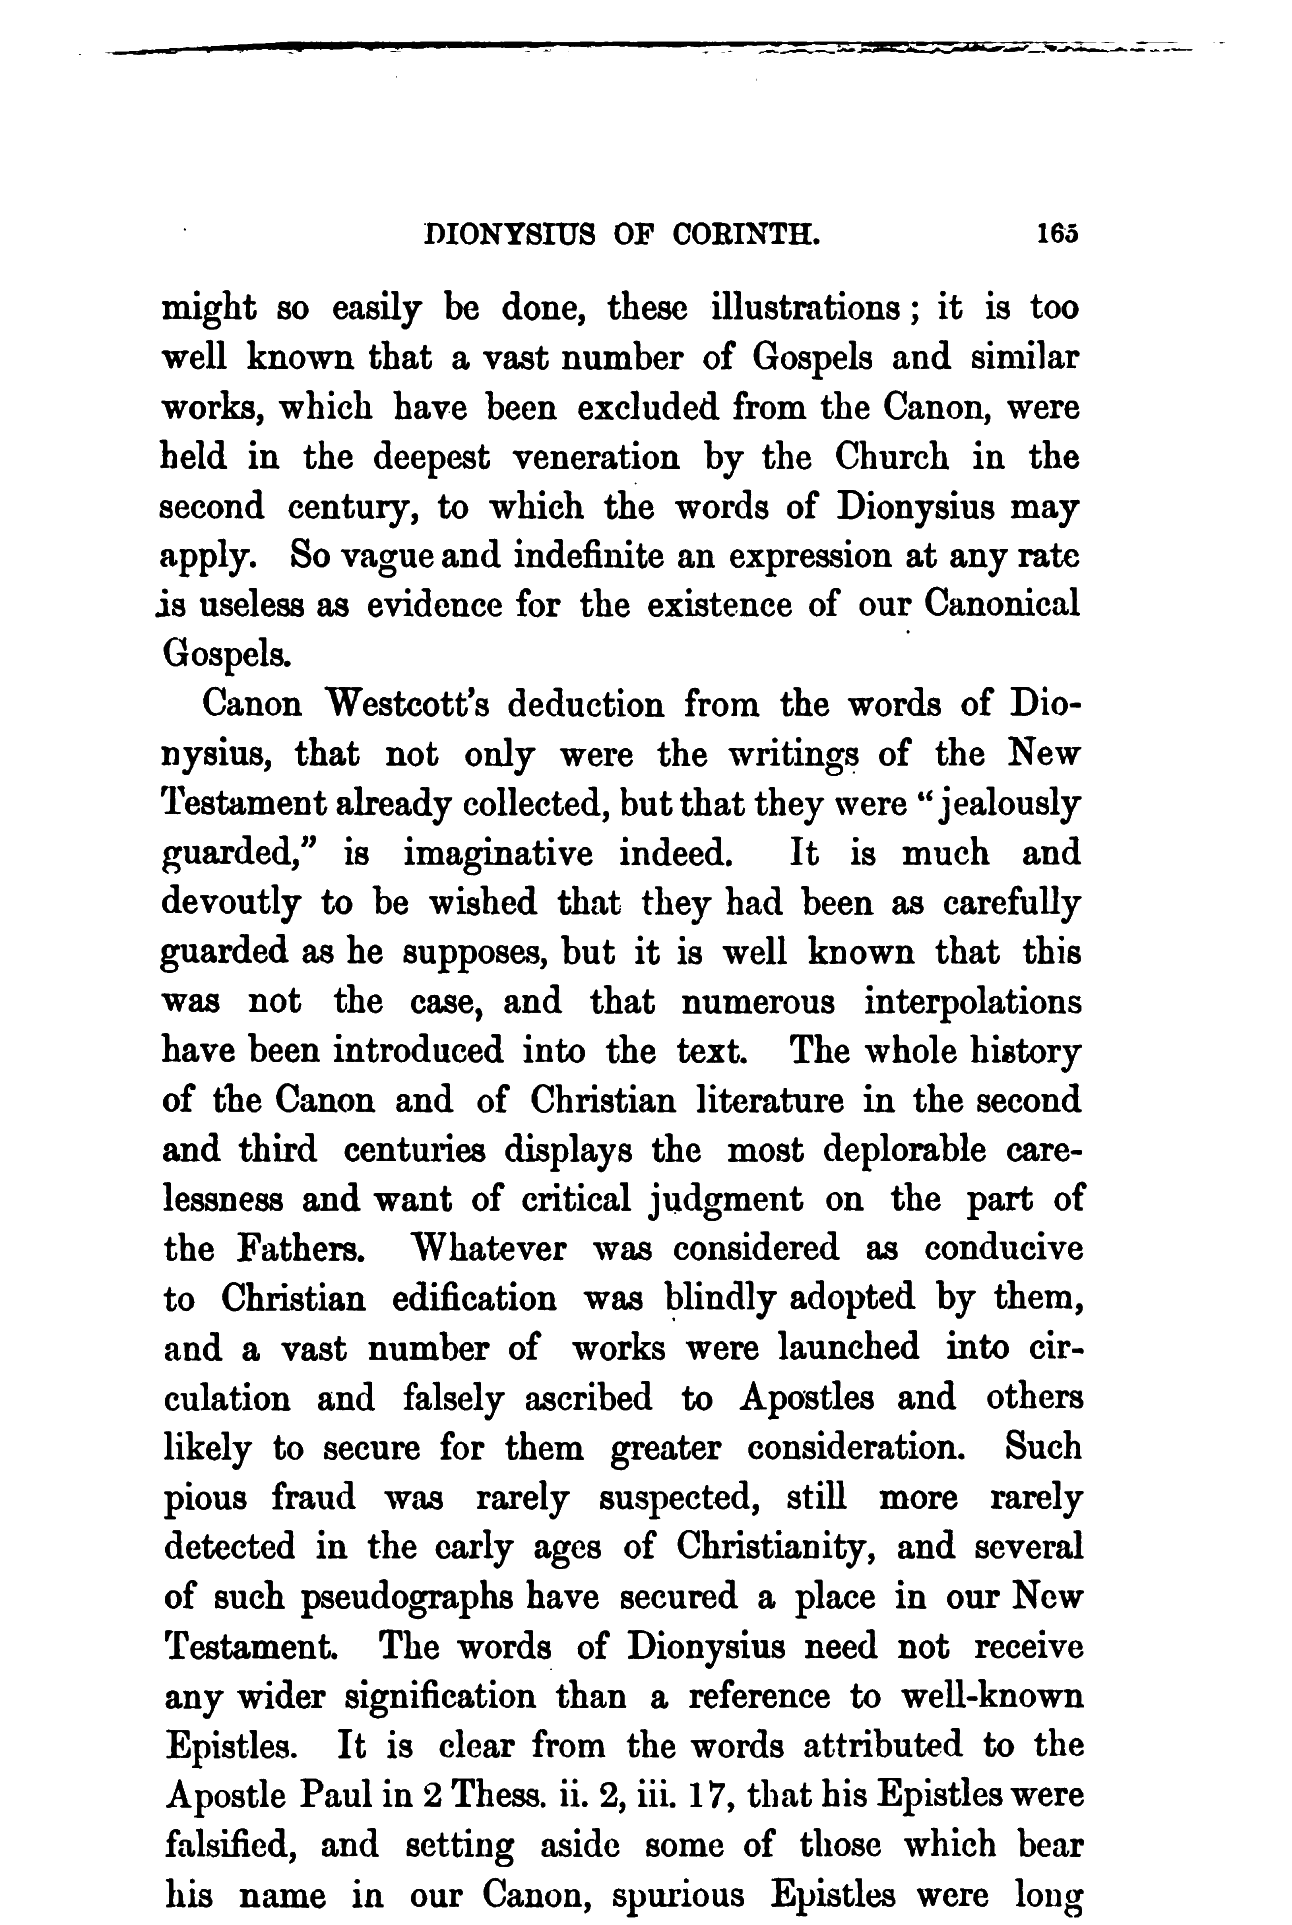 DIONYSIUS OF CORINTH. 165
might so easily be done, these illustrations ; it is too
well known that a vast number of Gospels and similar
works, which have been excluded from the Canon, were
held in the deepest veneration by the Church in the
second century, to which the words of Dionysius may
apply. So vague and indefinite an expression at any rate
is useless as evidence for the existence of our Canonical
Gospels.
Canon Westcott's deduction from the words of Dio-
nysius, that not only were the writings of the New
Testament already collected, but that they were “jealously
guarded,” is imaginative indeed. It is much and
devoutly to be wished that they had been as carefully
guarded as he supposes, but it is well known that this
was not the case, and that numerous interpolations
have been introduced into the text. The whole history
of the Canon and of Christian literature in the second
and third centuries displays the most deplorable care-
lessness and want of critical judgment on the part of
the Fathers. Whatever was considered as conducive
to Christian edification was blindly adopted by them,
and a vast number of works were launched into cir-
culation and falsely ascribed to Apostles and others
likely to secure for them greater consideration. Such
pious fraud was rarely suspected, still more rarely
detected in the early ages of Christianity, and several
of such pseudographs have secured a place in our New
Testament. The words of Dionysius need not receive
any wider signification than a reference to well-known
Epistles. It is clear from the words attributed to the
Apostle Paul in 2 Thess. ii. 2, iii. 17, that his Epistles were
falsified, and setting aside some of those which bear
his name in our Canon, spurious Epistles were long